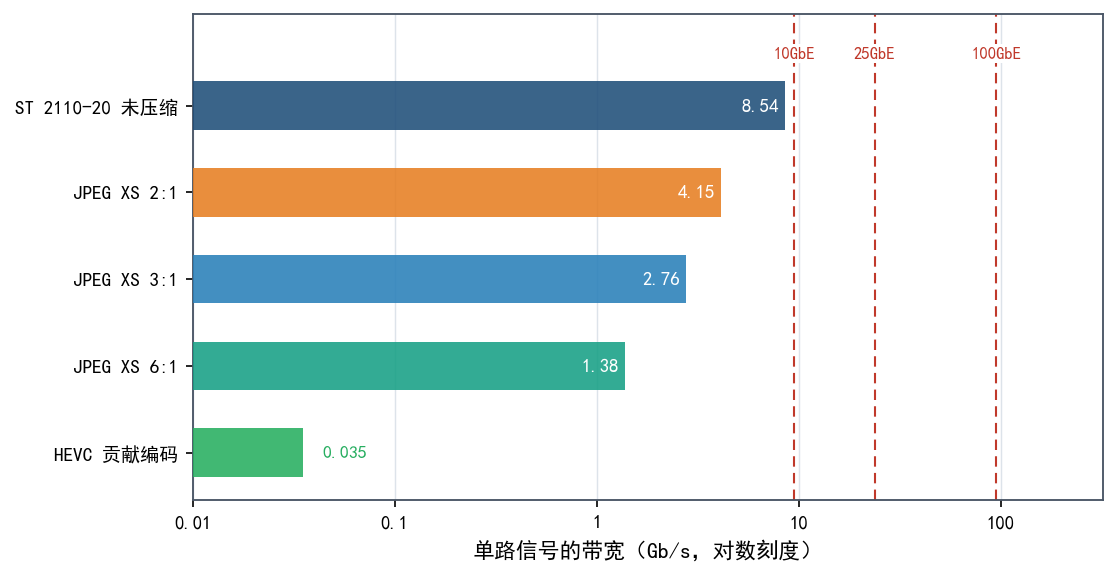 10GbE 25GbE 100GbE
ST 2110-20 未压缩 8.54
JPEG XS 2:1 4.15
JPEG XS 3:1 2.76
JPEG XS 6:1 1.38
HEVC 贡献编码 0.035
0.01 0.1 1 10 100
单路信号的带宽（Gb/s，对数刻度）